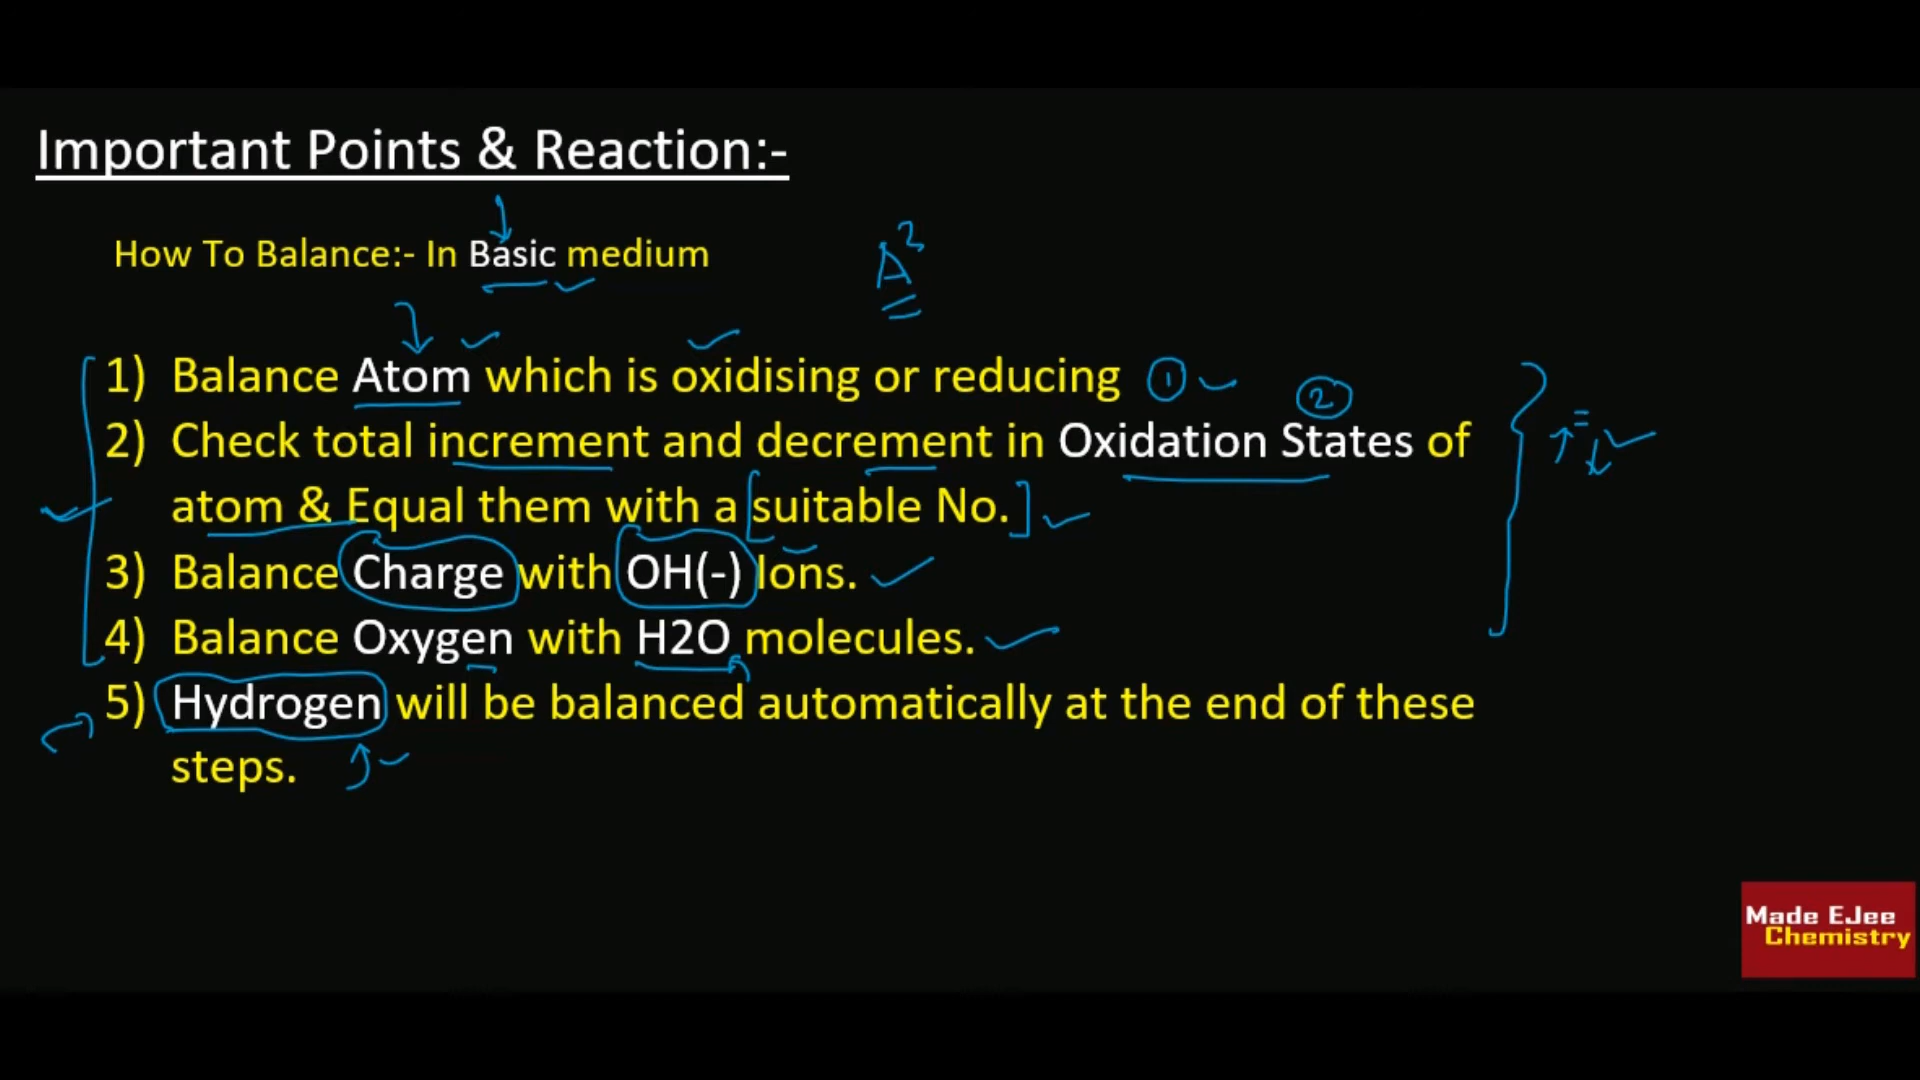 Important Points & Reaction:-
How To Balance:- In Basic medium
A²
1) Balance Atom which is oxidising or reducing ①
②
2) Check total increment and decrement in Oxidation States of
atom & Equal them with a [suitable No.]
3) Balance Charge with OH(-) Ions.
4) Balance Oxygen with H2O molecules.
5) Hydrogen will be balanced automatically at the end of these
steps.
↑=↓
Made EJee
Chemistry